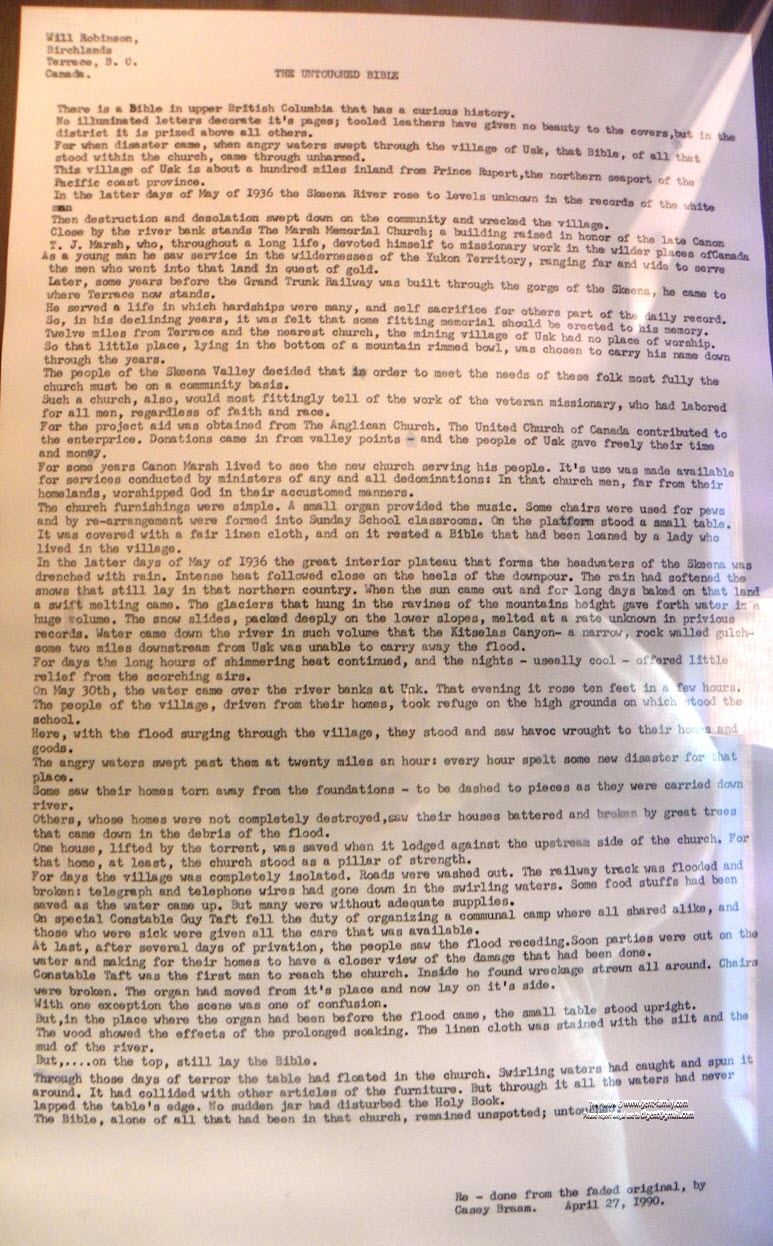 Will Robinson,
Birchlands
Terrace, B. C.
Canada.
THE UNTOUCHED BIBLE
There is a Bible in upper British Columbia that has a curious history.
No illuminated letters decorate it's pages; tooled leathers have given no beauty to the covers,but in the
district it is prized above all others.
For when disaster came, when angry waters swept through the village of Usk, that Bible, of all that
stood within the church, came through unharmed.
This village of Usk is about a hundred miles inland from Prince Rupert,the northern seaport of the
Pacific coast province.
In the latter days of May of I936 the Skeena River rose to levels unknown in the records of the white
man
Then destruction and desolation swept down on the community and wrecked the village.
Close by the river bank stands The Marsh Memorial Church; a building raised in honor of the late Canon
T. J. Marsh, who, throughout a long life, devoted himself to missionary work in the wilder places ofCanada
As a young man he saw service in the wildernesses of the Yukon Territory, ranging far and wide to serve
the men who went into that land in quest of gold.
Later, some years before the Grand Trunk Railway was built through the gorge of the Skeena, he came to
where Terrace now stands.
He served a life in which hardships were many, and self sacrifice for others part of the daily record.
So, in his declining years, it was felt that some fitting memorial should be erected to his memory.
Twelve miles from Terrace and the nearest church, the mining village of Usk had no place of worship.
So that little place, lying in the bottom of a mountain rimmed bowl, was chosen to carry his name down
through the years.
The people of the Skeena Valley decided that in order to meet the needs of these folk most fully the
church must be on a community basis.
Such a church, also, would most fittingly tell of the work of the veteran missionary, who had labored
for all men, regardless of faith and race.
For the project aid was obtained from The Anglican Church. The United Church of Canada contributed to
the enterprice. Donations came in from valley points - and the people of Usk gave freely their time
and money.
For some years Canon Marsh lived to see the new church serving his people. It's use was made available
for services conducted by ministers of any and all dedominations: In that church men, far from their
homelands, worshipped God in their accustomed manners.
The church furnishings were simple. A small organ provided the music. Some chairs were used for pews
and by re-arrangement were formed into Sunday School classrooms. On the platform stood a small table.
It was covered with a fair linen cloth, and on it rested a Bible that had been loaned by a lady who
lived in the village.
In the latter days of May of I936 the great interior plateau that forms the headwaters of the Skeena was
drenched with rain. Intense heat followed close on the heels of the downpour. The rain had softened the
snows that still lay in that northern country. When the sun came out and for long days baked on that land
a swift melting came. The glaciers that hung in the ravines of the mountains height gave forth water in a
huge volume. The snow slides, packed deeply on the lower slopes, melted at a rate unknown in privious
records. Water came down the river in such volume that the Kitselas Canyon- a narrow, rock walled gulch-
some two miles downstream from Usk was unable to carry away the flood.
For days the long hours of shimmering heat continued, and the nights - useally cool - offered little
relief from the scorching airs.
On May 30th, the water came over the river banks at Usk. That evening it rose ten feet in a few hours.
The people of the village, driven from their homes, took refuge on the high grounds on which stood the
school.
Here, with the flood surging through the village, they stood and saw havoc wrought to their homes and
goods.
The angry waters swept past them at twenty miles an hour: every hour spelt some new disaster for that
place.
Some saw their homes torn away from the foundations - to be dashed to pieces as they were carried down
river.
Others, whose homes were not completely destroyed,saw their houses battered and broken by great trees
that came down in the debris of the flood.
One house, lifted by the torrent, was saved when it lodged against the upstream side of the church. For
that home, at least, the church stood as a pillar of strength.
For days the village was completely isolated. Roads were washed out. The railway track was flooded and
broken: telegraph and telephone wires had gone down in the swirling waters. Some food stuffs had been
saved as the water came up. But many were without adequate supplies.
On special Constable Guy Taft fell the duty of organizing a communal camp where all shared alike, and
those who were sick were given all the care that was available.
At last, after several days of privation, the people saw the flood receding.Soon parties were out on the
water and making for their homes to have a closer view of the damage that had been done.
Constable Taft was the first man to reach the church. Inside he found wreckage strewn all around. Chairs
were broken. The organ had moved from it's place and now lay on it's side.
With one exception the scene was one of confusion.
But,in the place where the organ had been before the flood came, the small table stood upright.
The wood showed the effects of the prolonged soaking. The linen cloth was stained with the silt and the
mud of the river.
But,....on the top, still lay the Bible.
Through those days of terror the table had floated in the church. Swirling waters had caught and spun it
around. It had collided with other articles of the furniture. But through it all the waters had never
lapped the table's edge. No sudden jar had disturbed the Holy Book.
The Bible, alone of all that had been in that church, remained unspotted;
www.gent-family.com
Re - done from the faded original, by
Casey Braam. April 27, I990.